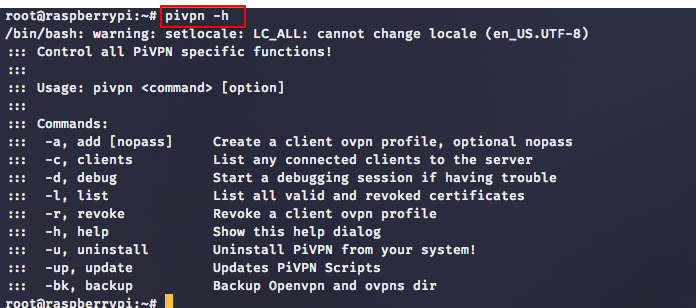 root@raspberrypi:~# pivpn -h
/bin/bash: warning: setlocale: LC_ALL: cannot change locale (en_US.UTF-8)
::: Control all PiVPN specific functions!
:::
::: Usage: pivpn <command> [option]
:::
::: Commands:
:::  -a, add [nopass]     Create a client ovpn profile, optional nopass
:::  -c, clients          List any connected clients to the server
:::  -d, debug            Start a debugging session if having trouble
:::  -l, list             List all valid and revoked certificates
:::  -r, revoke           Revoke a client ovpn profile
:::  -h, help             Show this help dialog
:::  -u, uninstall        Uninstall PiVPN from your system!
:::  -up, update          Updates PiVPN Scripts
:::  -bk, backup          Backup Openvpn and ovpns dir
root@raspberrypi:~#